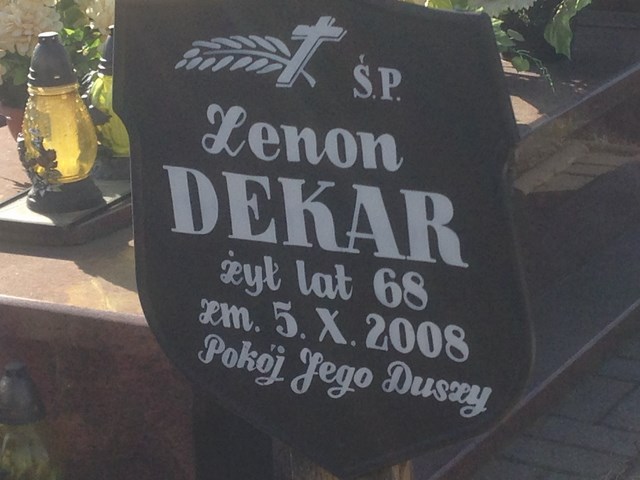 Ś.P.
Zenon
DEKAR
żył lat 68
zm. 5. X. 2008
Pokój Jego Duszy